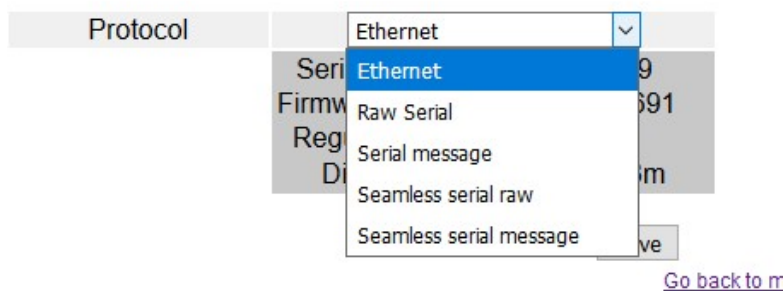 Protocol Ethernet
Ethernet
Raw Serial
Serial message
Seamless serial raw
Seamless serial message
Go back to